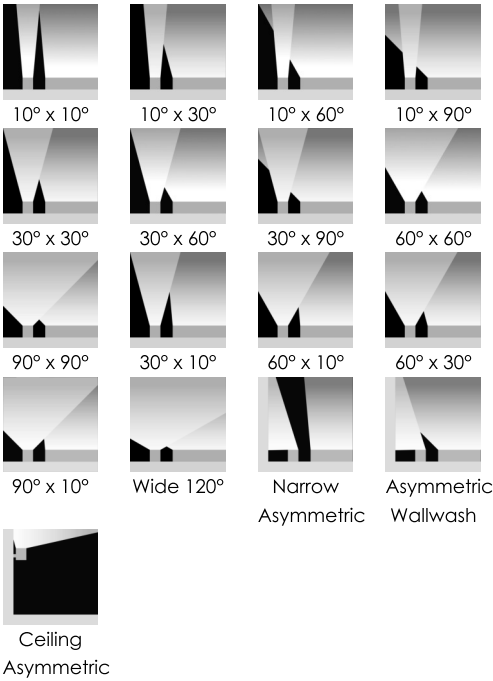 10° x 10°
10° x 30°
10° x 60°
10° x 90°
30° x 30°
30° x 60°
30° x 90°
60° x 60°
90° x 90°
30° x 10°
60° x 10°
60° x 30°
90° x 10°
Wide 120°
Narrow
Asymmetric
Asymmetric
Wallwash
Ceiling
Asymmetric